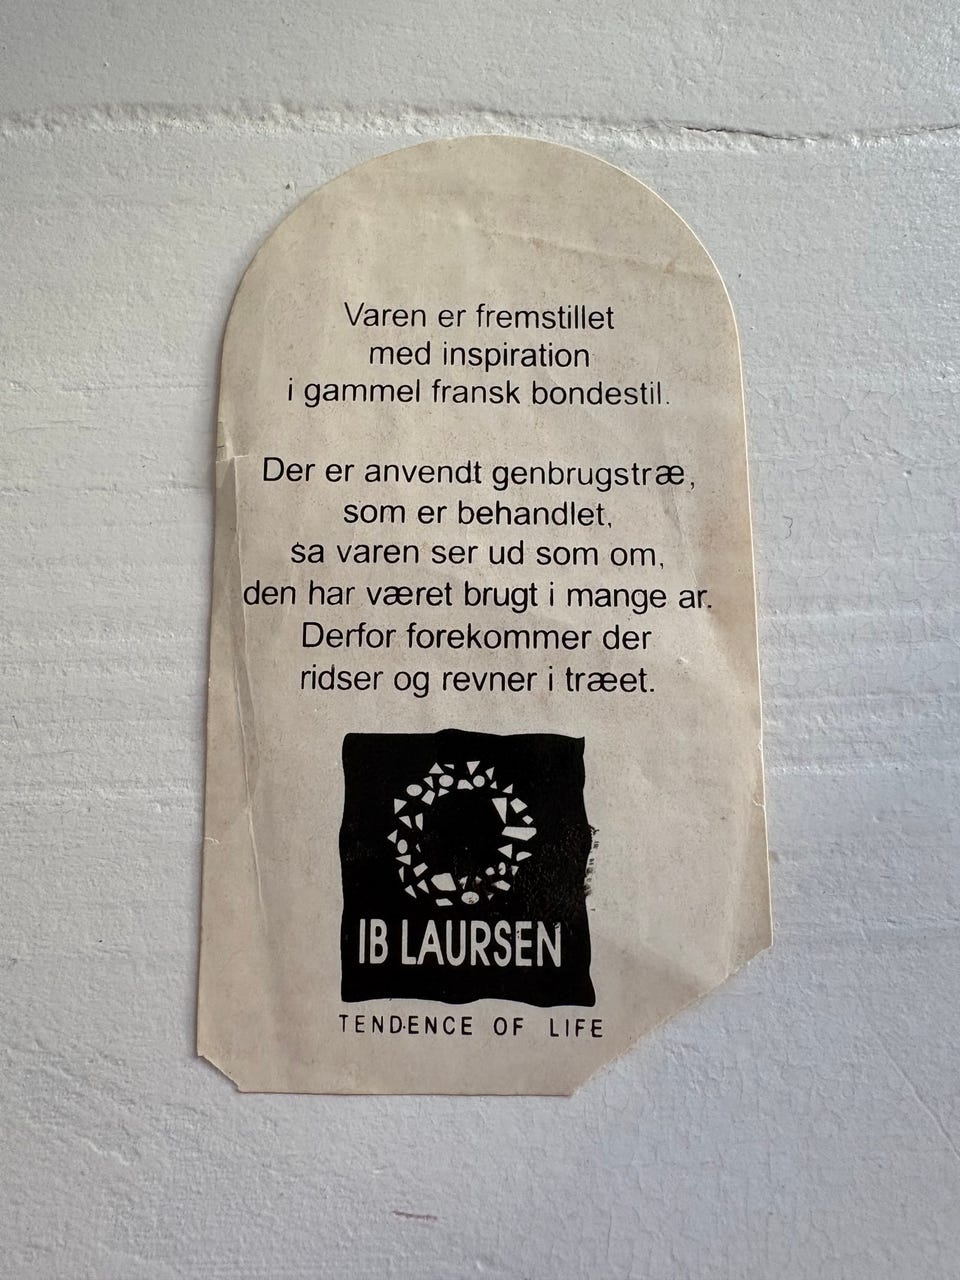 Varen er fremstillet
med inspiration
i gammel fransk bondestil.
Der er anvendt genbrugstræ,
som er behandlet,
sa varen ser ud som om,
den har været brugt i mange ar.
Derfor forekommer der
ridser og revner i træet.
IB LAURSEN
TENDENCE OF LIFE